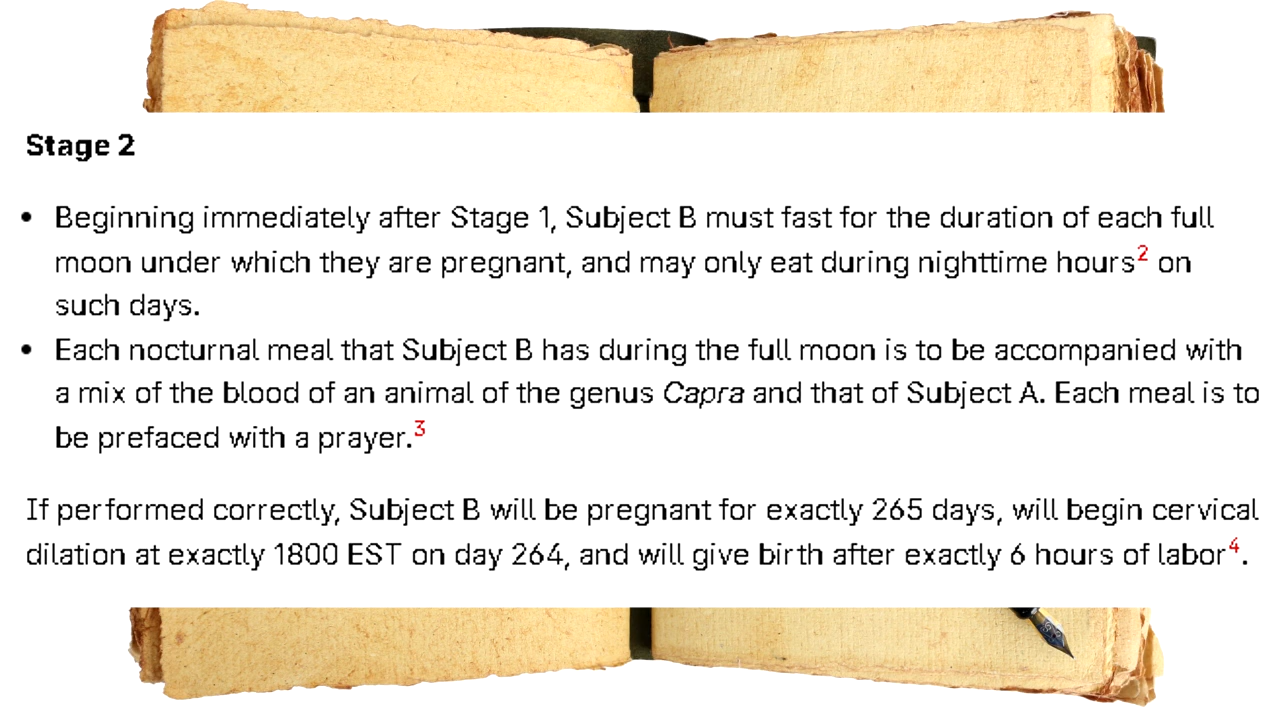 Stage 2
• Beginning immediately after Stage 1, Subject B must fast for the duration of each full
moon under which they are pregnant, and may only eat during nighttime hours2 on
such days.
• Each nocturnal meal that Subject B has during the full moon is to be accompanied with
a mix of the blood of an animal of the genus Capra and that of Subject A. Each meal is to
be prefaced with a prayer.3
If performed correctly, Subject B will be pregnant for exactly 265 days, will begin cervical
dilation at exactly 1800 EST on day 264, and will give birth after exactly 6 hours of labor4.